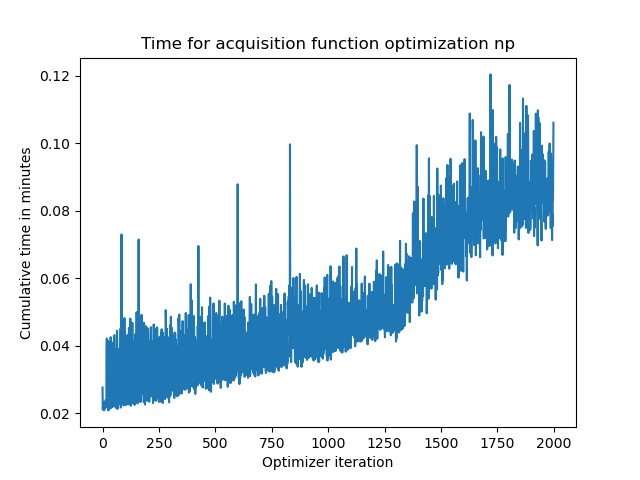 Time for acquisition function optimization np
Cumulative time in minutes
0.12
0.10
0.08
0.06
0.04
0.02
0 250 500 750 1000 1250 1500 1750 2000
Optimizer iteration